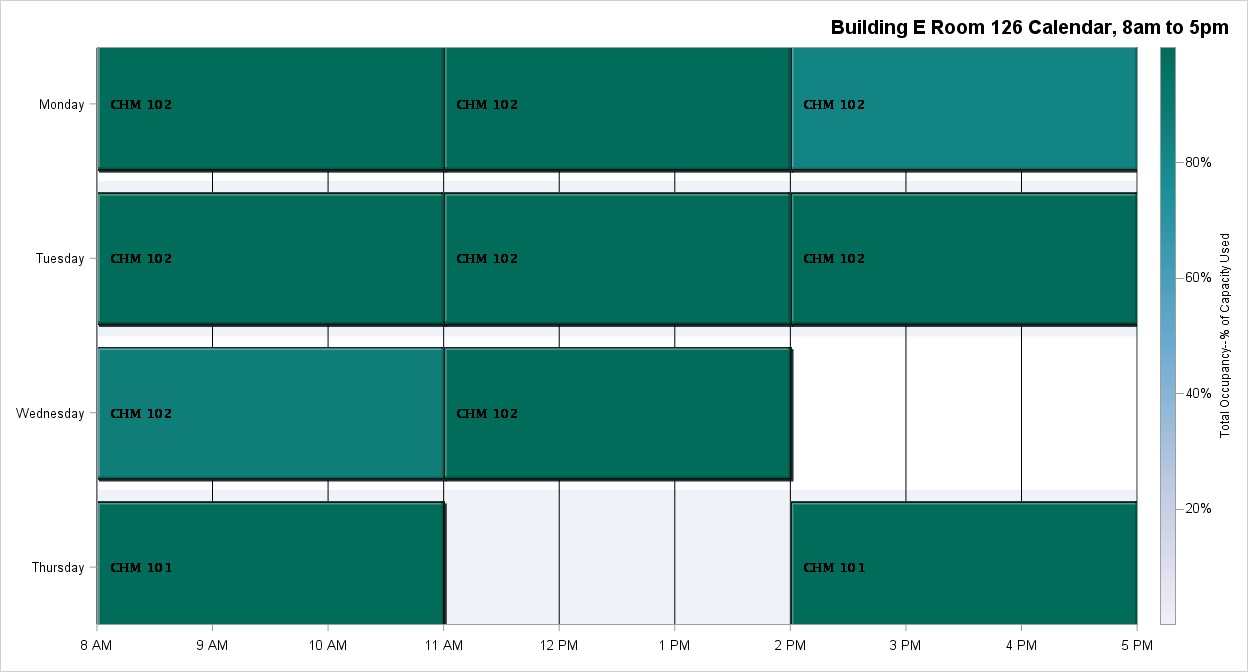 Building E Room 126 Calendar, 8am to 5pm
Monday
CHM 102
CHM 102
CHM 102
Tuesday
CHM 102
CHM 102
CHM 102
Wednesday
CHM 102
CHM 102
Thursday
CHM 101
CHM 101
8 AM
9 AM
10 AM
11 AM
12 PM
1 PM
2 PM
3 PM
4 PM
5 PM
80%
60%
40%
20%
Total Occupancy--% of Capacity Used